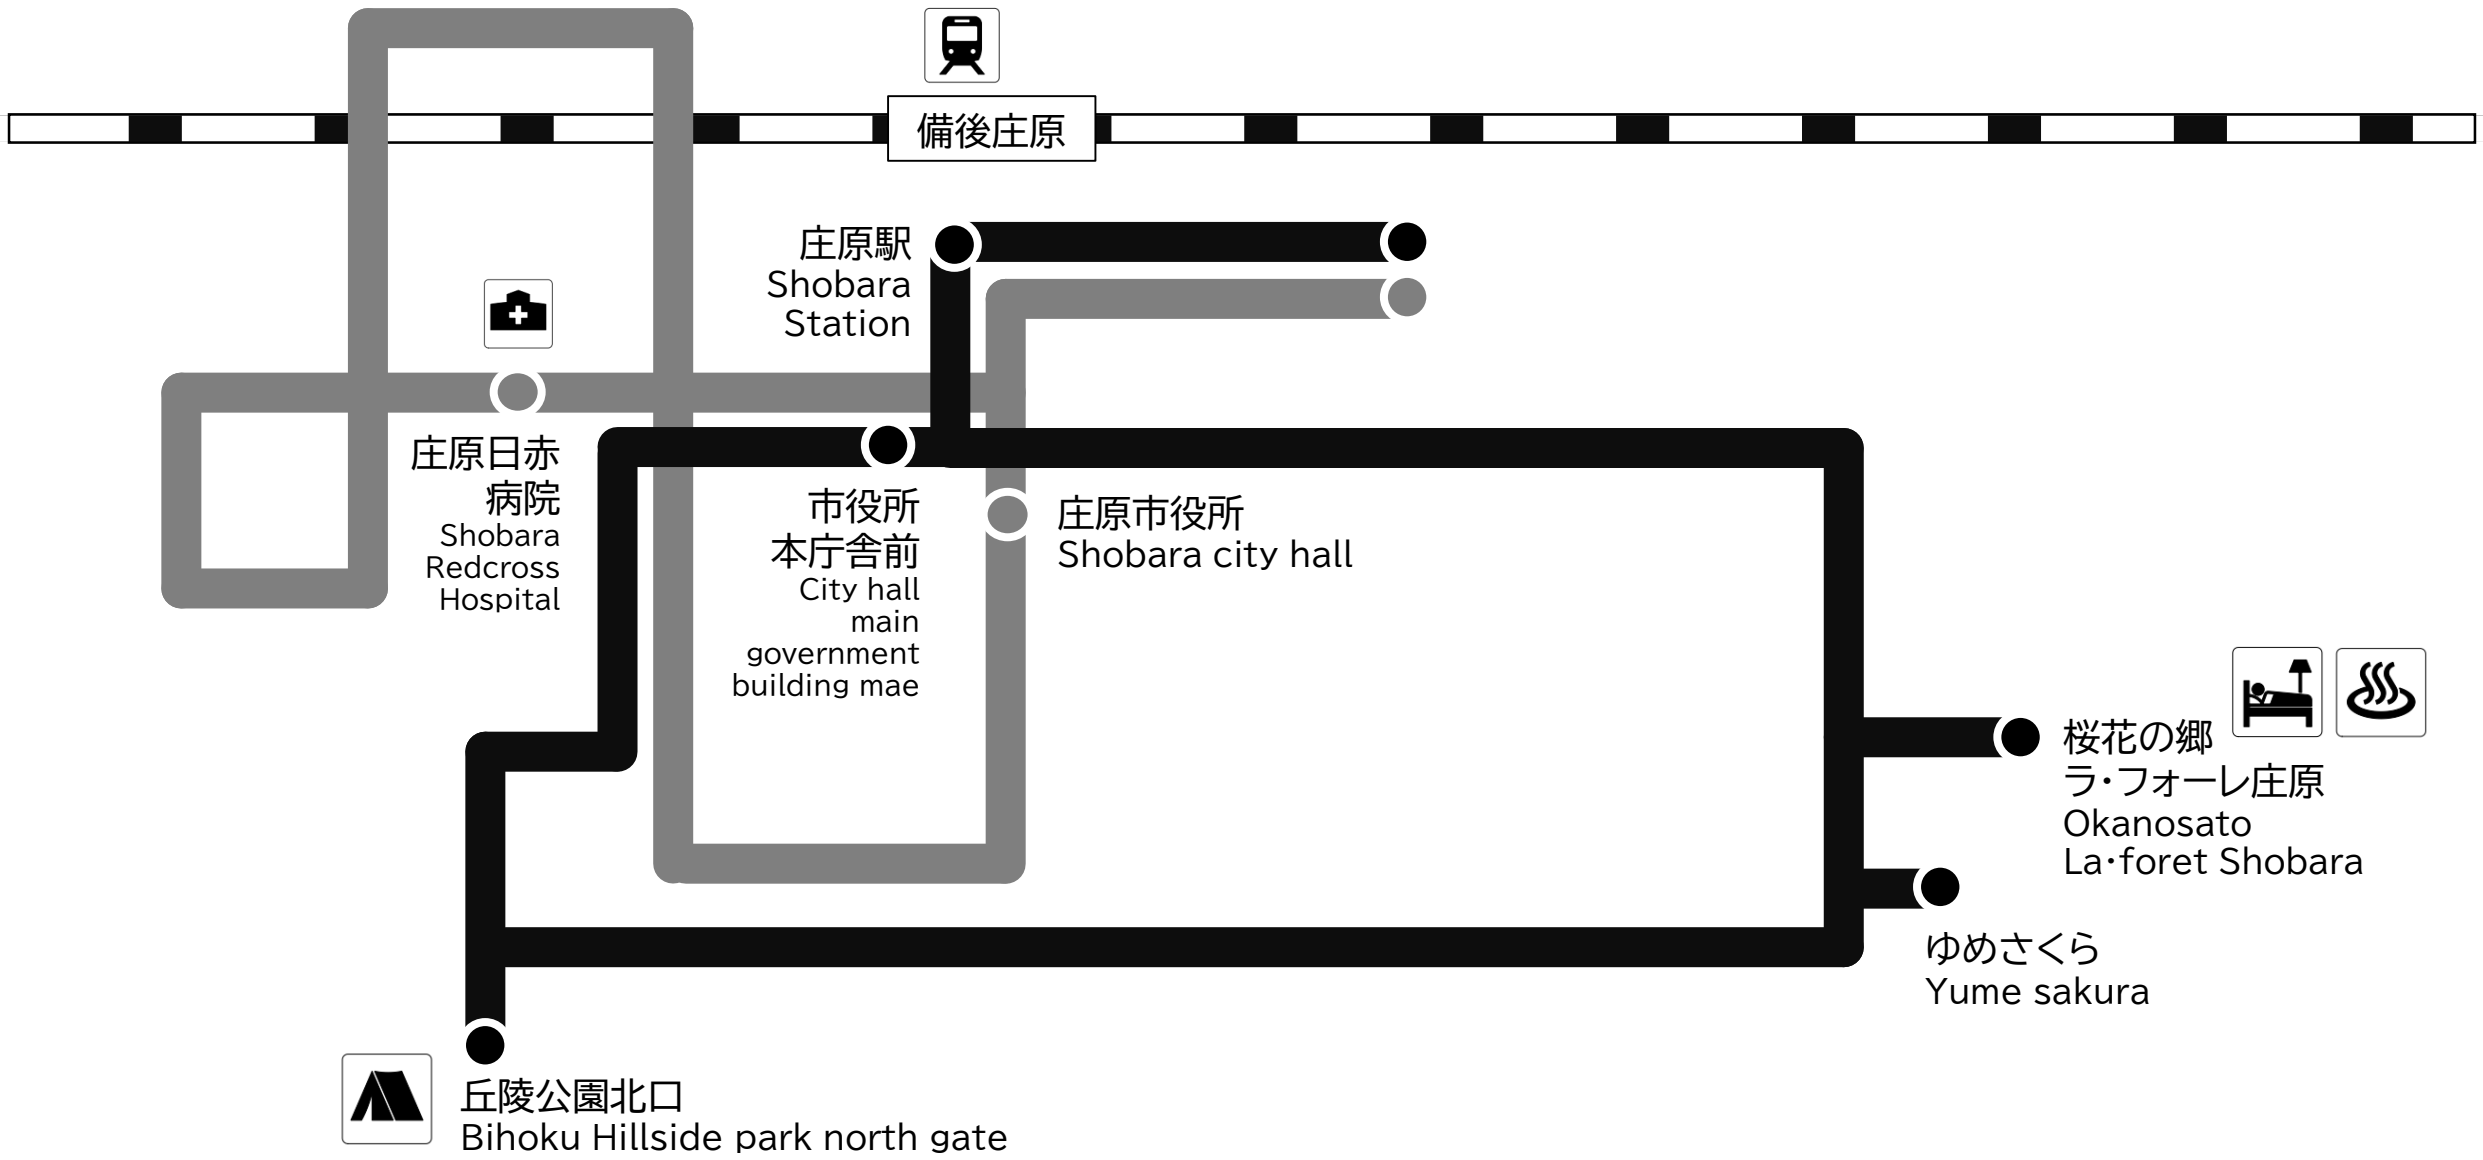 備後庄原
庄原駅
Shobara
Station
庄原日赤
病院
Shobara
Redcross
Hospital
市役所
本庁舎前
City hall
main
government
building mae
庄原市役所
Shobara city hall
桜花の郷
ラ・フォーレ庄原
Okanosato
La・foret Shobara
ゆめさくら
Yume sakura
丘陵公園北口
Bihoku Hillside park north gate